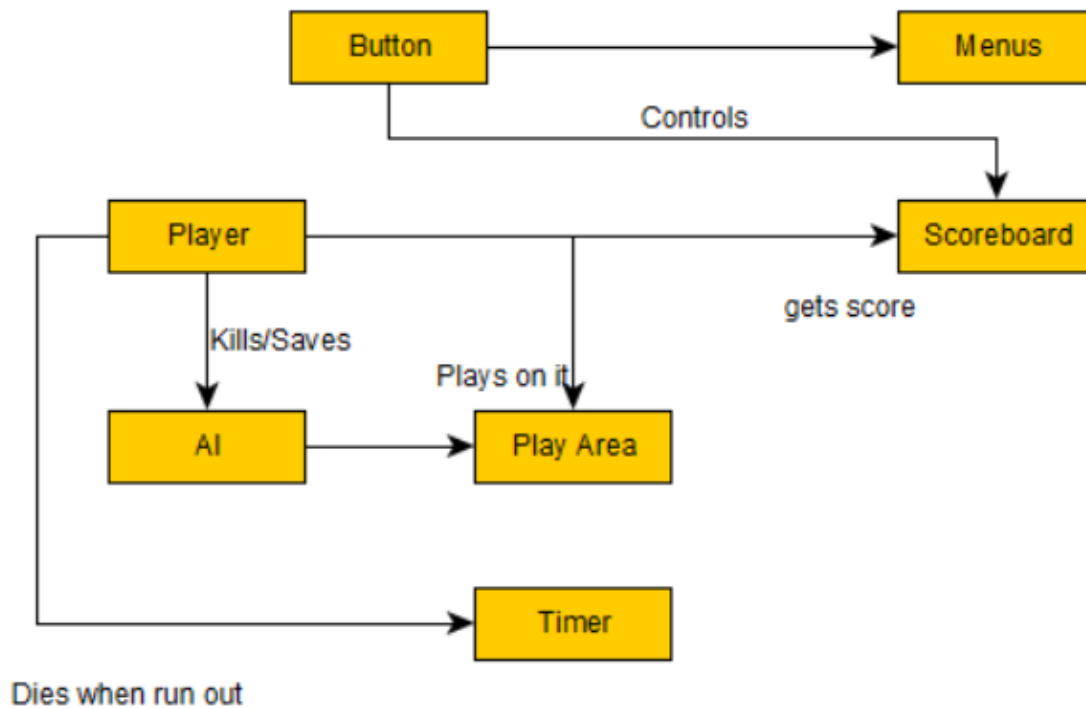 Button
Menus
Controls
Player
Scoreboard
gets score
Kills/Saves
Plays on it
AI
Play Area
Timer
Dies when run out